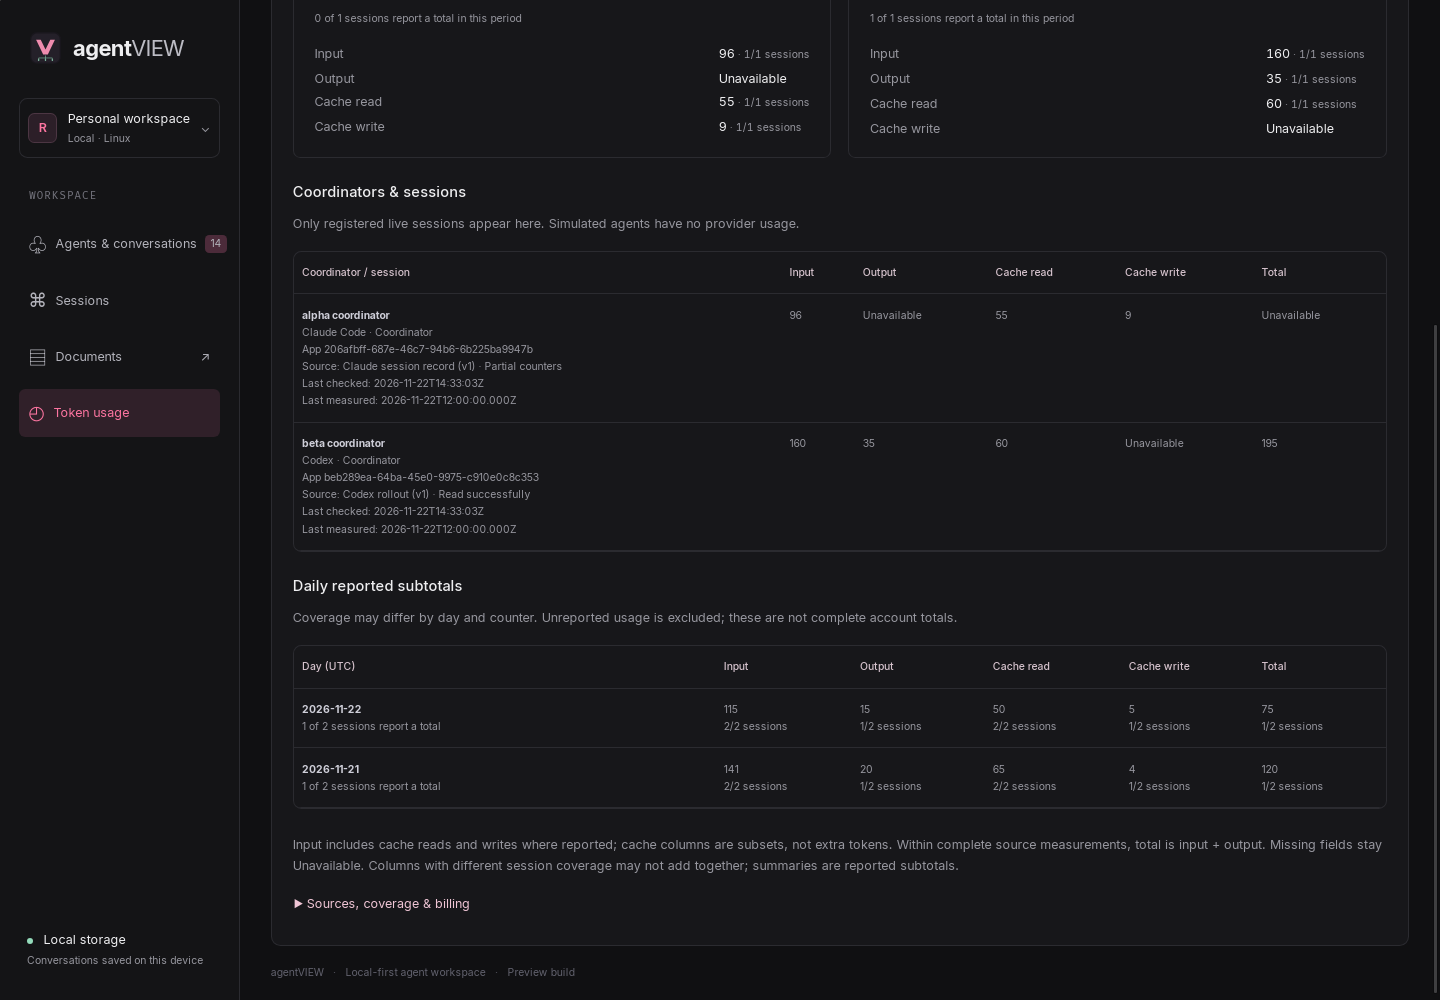 agentVIEW
R
Personal workspace
Local · Linux
WORKSPACE
Agents & conversations 14
Sessions
Documents
Token usage
Local storage
Conversations saved on this device
0 of 1 sessions report a total in this period
Input 96 · 1/1 sessions
Output Unavailable
Cache read 55 · 1/1 sessions
Cache write 9 · 1/1 sessions
1 of 1 sessions report a total in this period
Input 160 · 1/1 sessions
Output 35 · 1/1 sessions
Cache read 60 · 1/1 sessions
Cache write Unavailable
Coordinators & sessions
Only registered live sessions appear here. Simulated agents have no provider usage.
Coordinator / session Input Output Cache read Cache write Total
alpha coordinator 96 Unavailable 55 9 Unavailable
Claude Code · Coordinator
App 206afbff-687e-46c7-94b6-6b225ba9947b
Source: Claude session record (v1) · Partial counters
Last checked: 2026-11-22T14:33:03Z
Last measured: 2026-11-22T12:00:00.000Z
beta coordinator 160 35 60 Unavailable 195
Codex · Coordinator
App beb289ea-64ba-45e0-9975-c910e0c8c353
Source: Codex rollout (v1) · Read successfully
Last checked: 2026-11-22T14:33:03Z
Last measured: 2026-11-22T12:00:00.000Z
Daily reported subtotals
Coverage may differ by day and counter. Unreported usage is excluded; these are not complete account totals.
Day (UTC) Input Output Cache read Cache write Total
2026-11-22 115 15 50 5 75
1 of 2 sessions report a total 2/2 sessions 1/2 sessions 2/2 sessions 1/2 sessions 1/2 sessions
2026-11-21 141 20 65 4 120
1 of 2 sessions report a total 2/2 sessions 1/2 sessions 2/2 sessions 1/2 sessions 1/2 sessions
Input includes cache reads and writes where reported; cache columns are subsets, not extra tokens. Within complete source measurements, total is input + output. Missing fields stay
Unavailable. Columns with different session coverage may not add together; summaries are reported subtotals.
Sources, coverage & billing
agentVIEW · Local-first agent workspace · Preview build